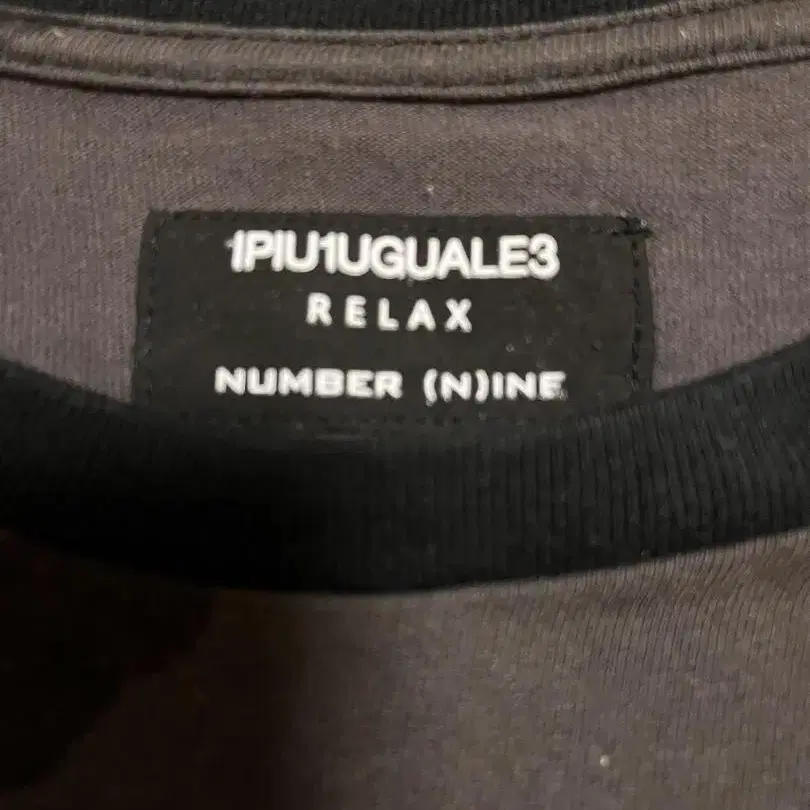 1PIU1UGUALE3
RELAX
NUMBER (N)INE